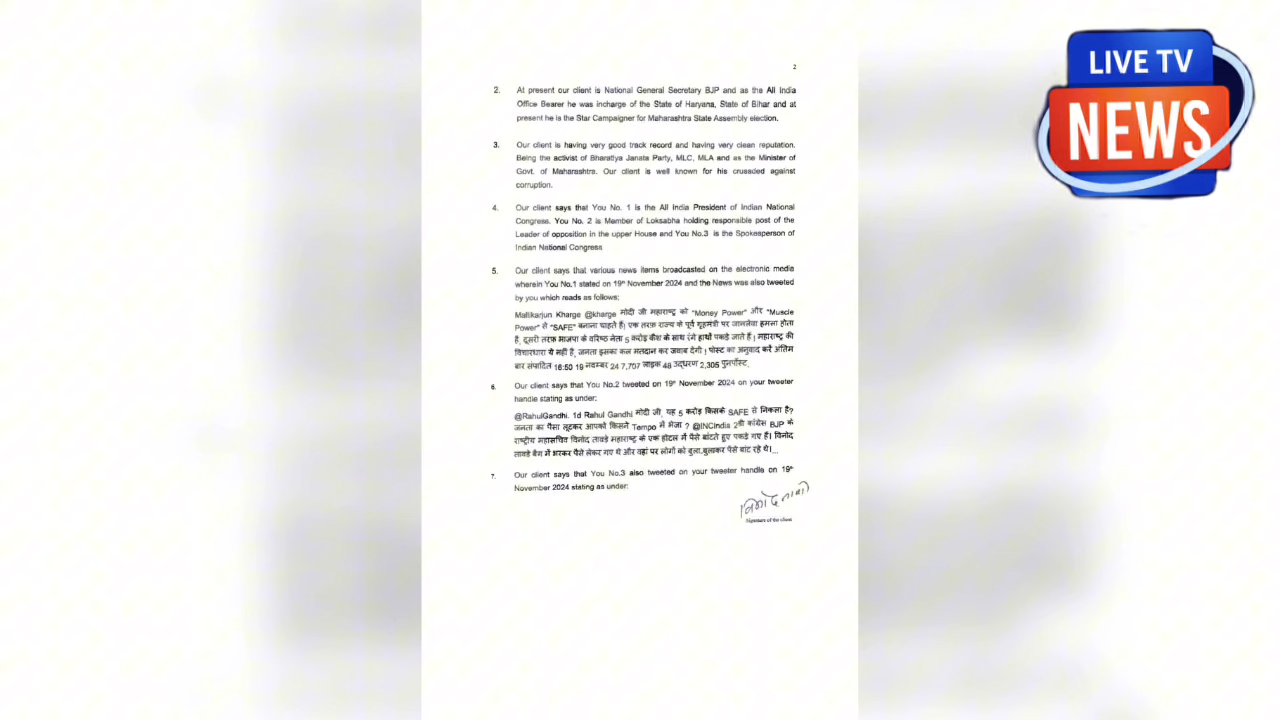 LIVE TV
NEWS
2
2. At present our client is National General Secretary BJP and as the All India
Office Bearer he was incharge of the State of Haryana, State of Bihar and at
present he is the Star Campaigner for Maharashtra State Assembly election.
3. Our client is having very good track record and having very clean reputation.
Being the activist of Bharatiya Janata Party, MLC, MLA and as the Minister of
Govt. of Maharashtra. Our client is well known for his crusaded against
corruption.
4. Our client says that You No. 1 is the All India President of Indian National
Congress. You No. 2 is Member of Loksabha holding responsible post of the
Leader of opposition in the upper House and You No.3 is the Spokesperson of
Indian National Congress
5. Our client says that various news items broadcasted on the electronic media
wherein You No.1 stated on 19th November 2024 and the News was also tweeted
by you which reads as follows:
Mallikarjun Kharge @kharge मोदी जी महाराष्ट्र को "Money Power" और "Muscle
Power" से "SAFE" बनाना चाहते हैं। एक तरफ़ राज्य के पूर्व गृहमंत्री पर जानलेवा हमला होता
है, दूसरी तरफ़ भाजपा के वरिष्ठ नेता 5 करोड़ कैश के साथ रंगे हाथों पकड़े जाते हैं ! महाराष्ट्र की
विचारधारा ये नहीं है, जनता इसका कल मतदान कर जवाब देगी ! पोस्ट का अनुवाद करें अंतिम
बार संपादित 16:50 19 नवम्बर 24 7,707 लाइक 48 उद्धरण 2,305 पुनर्पोस्ट.
6. Our client says that You No.2 tweeted on 19th November 2024 on your tweeter
handle stating as under:
@RahulGandhi. 1d Rahul Gandhi मोदी जी, यह 5 करोड़ किसके SAFE से निकला है?
जनता का पैसा लूटकर आपको किसने Tempo में भेजा ? @INCIndia 2दी कांग्रेस BJP के
राष्ट्रीय महासचिव विनोद तावड़े महाराष्ट्र के एक होटल में पैसे बांटते हुए पकड़े गए हैं। विनोद
तावड़े बैग में भरकर पैसे लेकर गए थे और वहां पर लोगों को बुला-बुलाकर पैसे बांट रहे थे।...
7. Our client says that You No.3 also tweeted on your tweeter handle on 19th
November 2024 stating as under:
Signature of the client